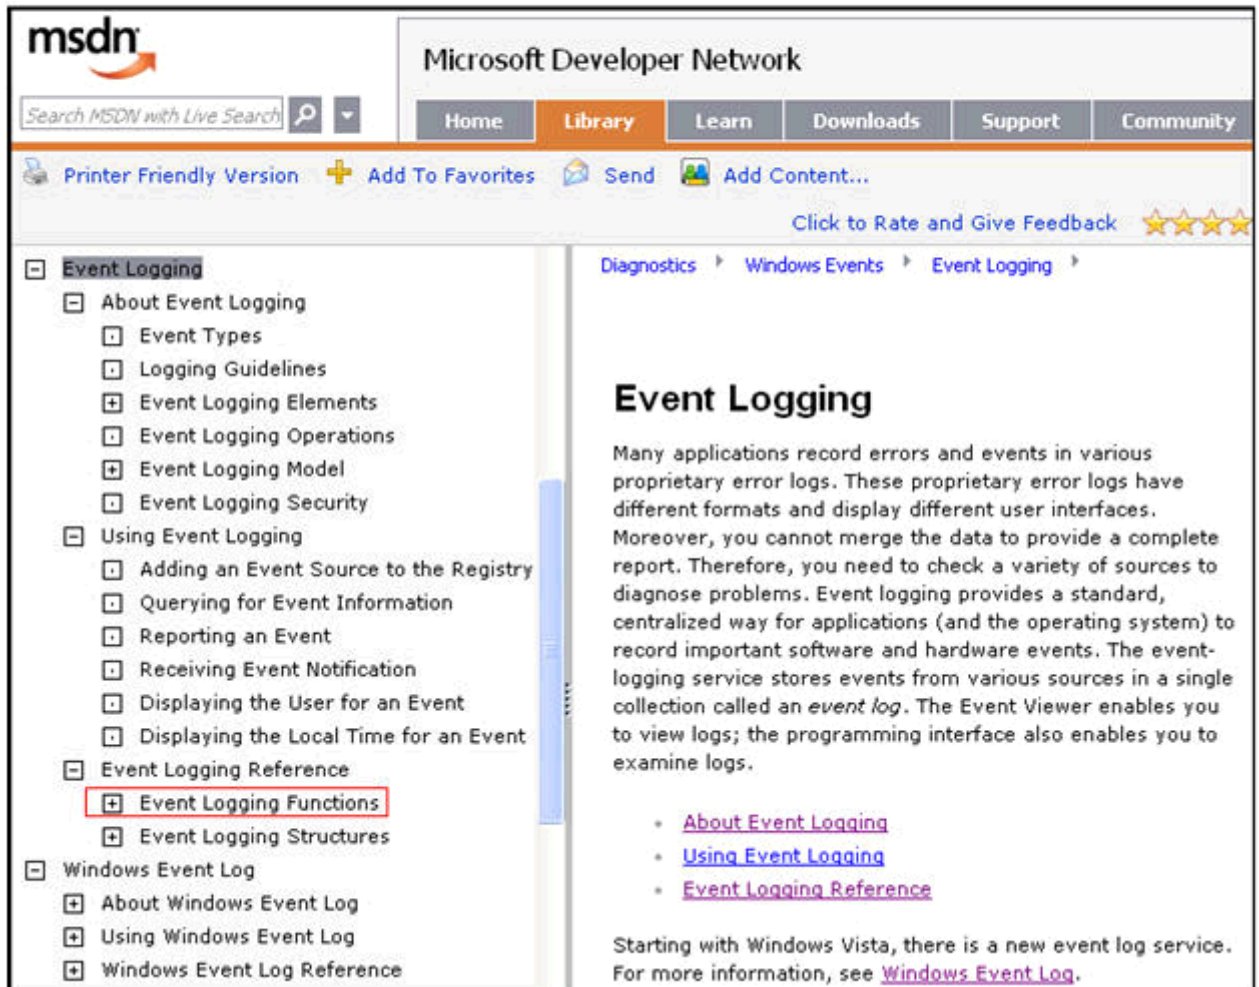 msdn
Microsoft Developer Network
Search MSDN with Live Search
Home Library Learn Downloads Support Community
Printer Friendly Version Add To Favorites Send Add Content...
Click to Rate and Give Feedback
Event Logging
About Event Logging
Event Types
Logging Guidelines
Event Logging Elements
Event Logging Operations
Event Logging Model
Event Logging Security
Using Event Logging
Adding an Event Source to the Registry
Querying for Event Information
Reporting an Event
Receiving Event Notification
Displaying the User for an Event
Displaying the Local Time for an Event
Event Logging Reference
Event Logging Functions
Event Logging Structures
Windows Event Log
About Windows Event Log
Using Windows Event Log
Windows Event Log Reference
Diagnostics Windows Events Event Logging
Event Logging
Many applications record errors and events in various
proprietary error logs. These proprietary error logs have
different formats and display different user interfaces.
Moreover, you cannot merge the data to provide a complete
report. Therefore, you need to check a variety of sources to
diagnose problems. Event logging provides a standard,
centralized way for applications (and the operating system) to
record important software and hardware events. The event-
logging service stores events from various sources in a single
collection called an event log. The Event Viewer enables you
to view logs; the programming interface also enables you to
examine logs.
About Event Logging
Using Event Logging
Event Logging Reference
Starting with Windows Vista, there is a new event log service.
For more information, see Windows Event Log.